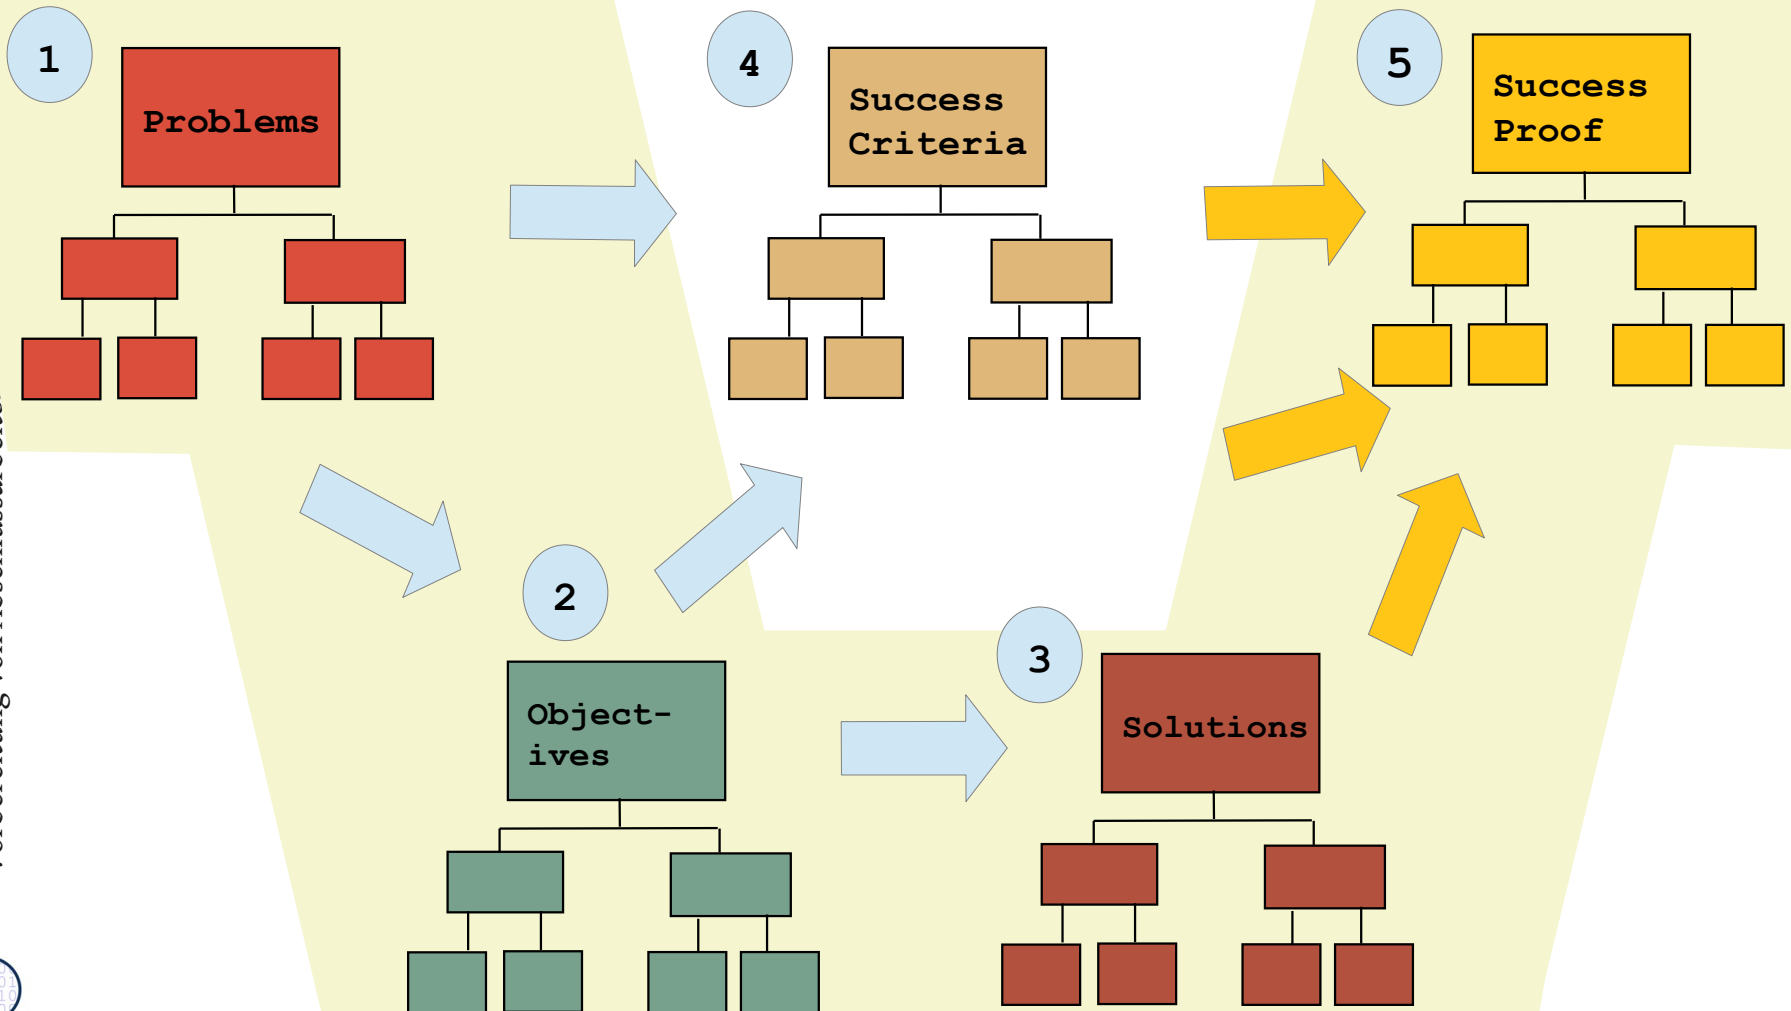 1
Problems
4
Success
Criteria
5
Success
Proof
2
Object-
ives
3
Solutions